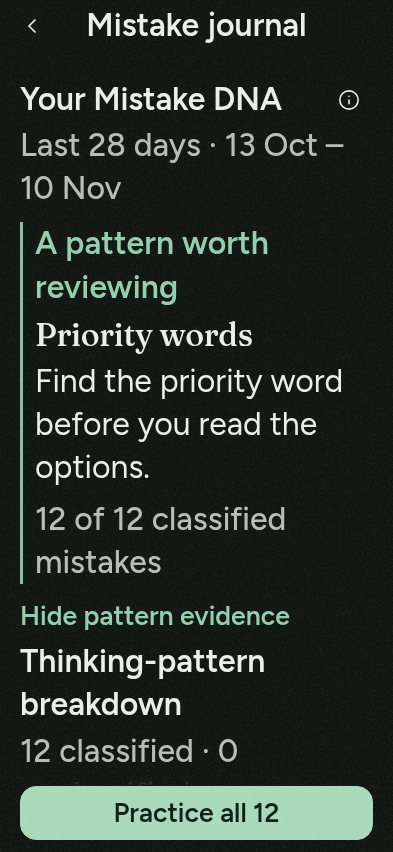 Mistake journal
Your Mistake DNA
Last 28 days · 13 Oct –
10 Nov
A pattern worth
reviewing
Priority words
Find the priority word
before you read the
options.
12 of 12 classified
mistakes
Hide pattern evidence
Thinking-pattern
breakdown
12 classified · 0
Practice all 12